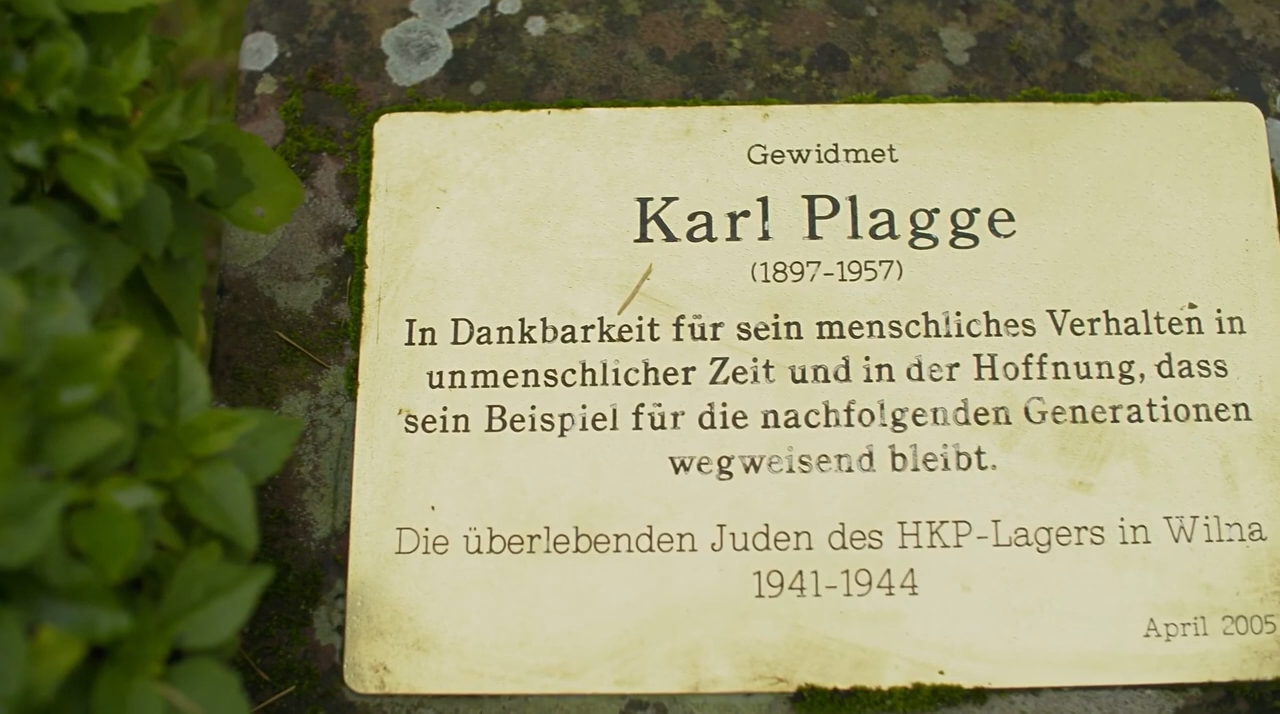 Gewidmet
Karl Plagge
(1897-1957)
In Dankbarkeit für sein menschliches Verhalten in
unmenschlicher Zeit und in der Hoffnung, dass
sein Beispiel für die nachfolgenden Generationen
wegweisend bleibt.
Die überlebenden Juden des HKP-Lagers in Wilna
1941-1944
April 2005